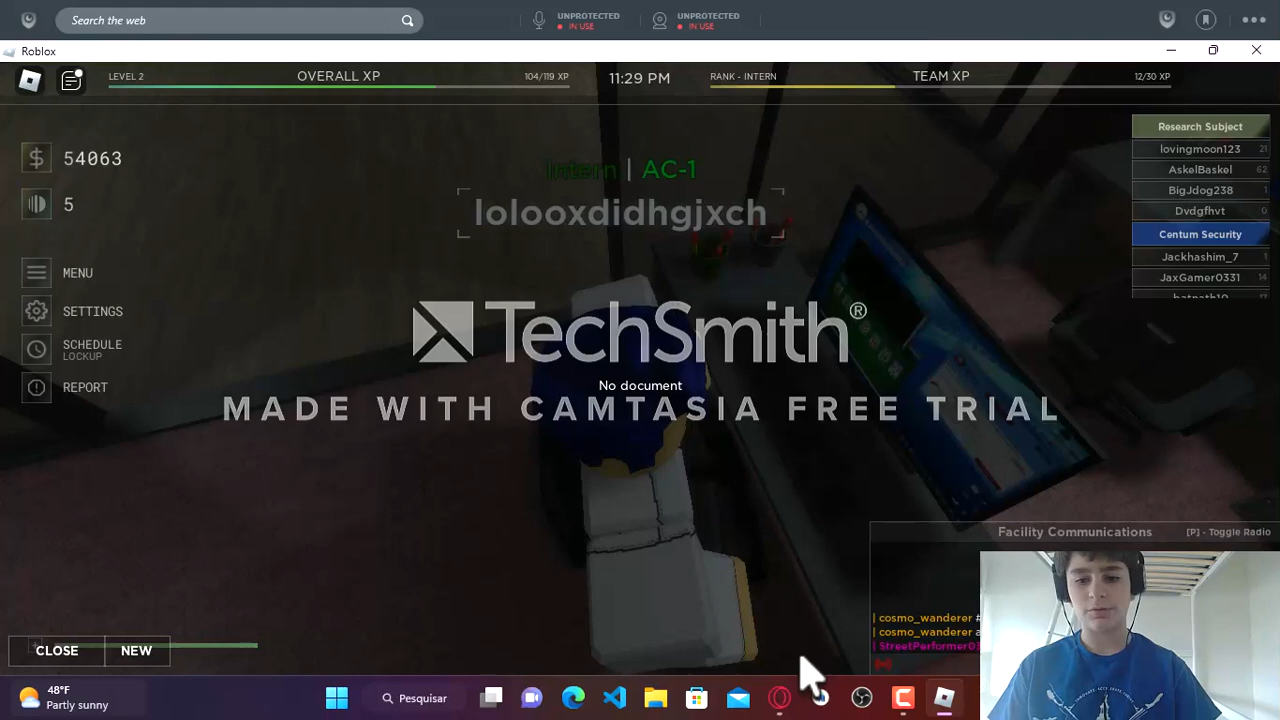 Search the web
UNPROTECTED
IN USE
UNPROTECTED
IN USE
Roblox
LEVEL 2
OVERALL XP
104/119 XP
11:29 PM
RANK - INTERN
TEAM XP
12/30 XP
$ 54063
5
MENU
SETTINGS
SCHEDULE
LOCKUP
REPORT
Intern | AC-1
lolooxdidhgjxch
TechSmith®
No document
MADE WITH CAMTASIA FREE TRIAL
Research Subject
lovingmoon123 21
AskelBaskel 62
BigJdog238 1
Dvdgfhvt 0
Centum Security
Jackhashim_7 1
JaxGamer0331 14
Facility Communications
[P] - Toggle Radio
| cosmo_wanderer
| cosmo_wanderer
CLOSE
NEW
48°F
Partly sunny
Pesquisar